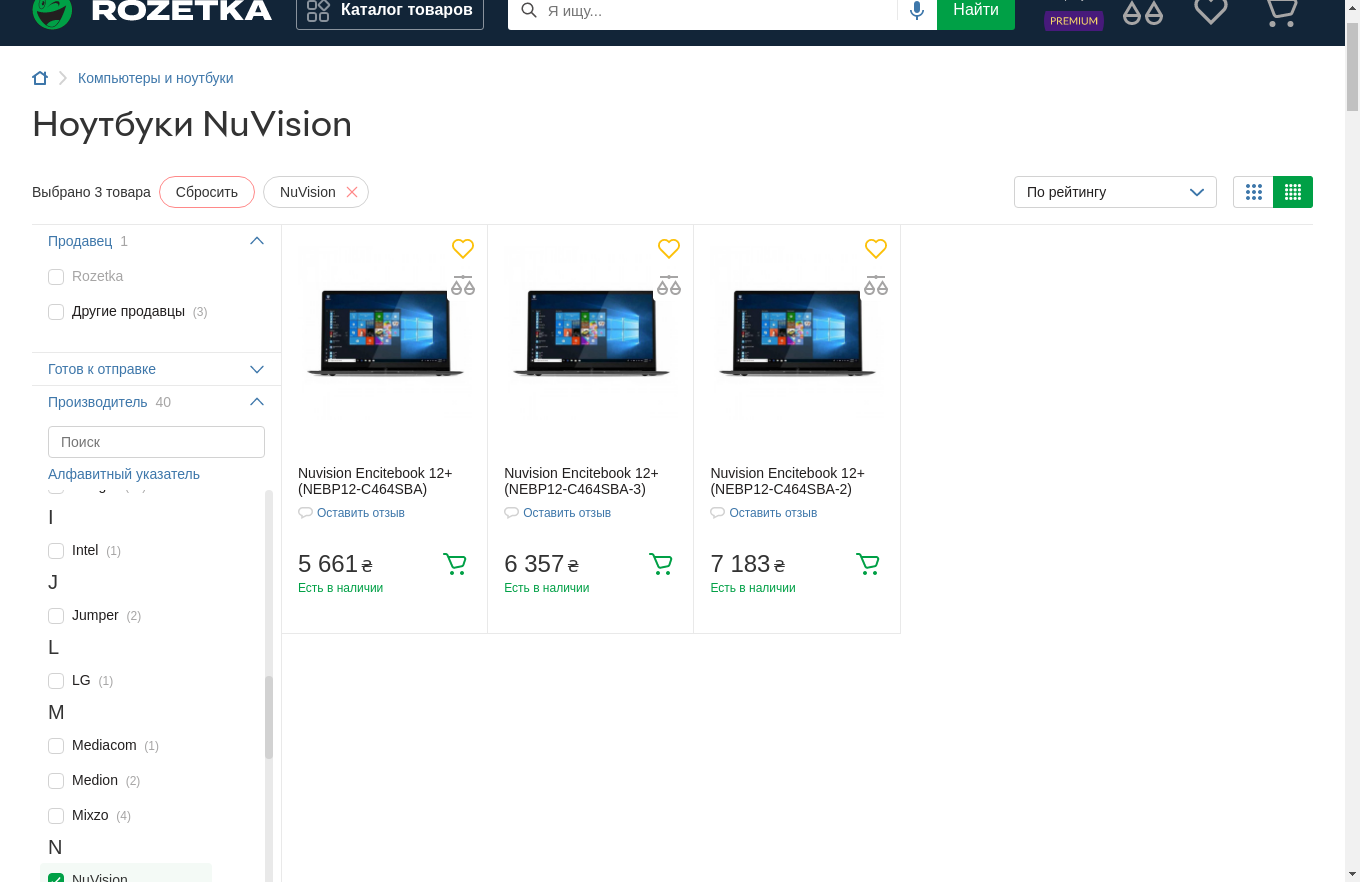 ROZETKA
Каталог товаров
Я ищу...
Найти
PREMIUM
Компьютеры и ноутбуки
Ноутбуки NuVision
Выбрано 3 товара
Сбросить
NuVision
По рейтингу
Продавец 1
Rozetka
Другие продавцы (3)
Готов к отправке
Производитель 40
Поиск
Алфавитный указатель
I
Intel (1)
J
Jumper (2)
L
LG (1)
M
Mediacom (1)
Medion (2)
Mixzo (4)
N
NuVision
Nuvision Encitebook 12+
(NEBP12-C464SBA)
Оставить отзыв
5 661 ₴
Есть в наличии
Nuvision Encitebook 12+
(NEBP12-C464SBA-3)
Оставить отзыв
6 357 ₴
Есть в наличии
Nuvision Encitebook 12+
(NEBP12-C464SBA-2)
Оставить отзыв
7 183 ₴
Есть в наличии